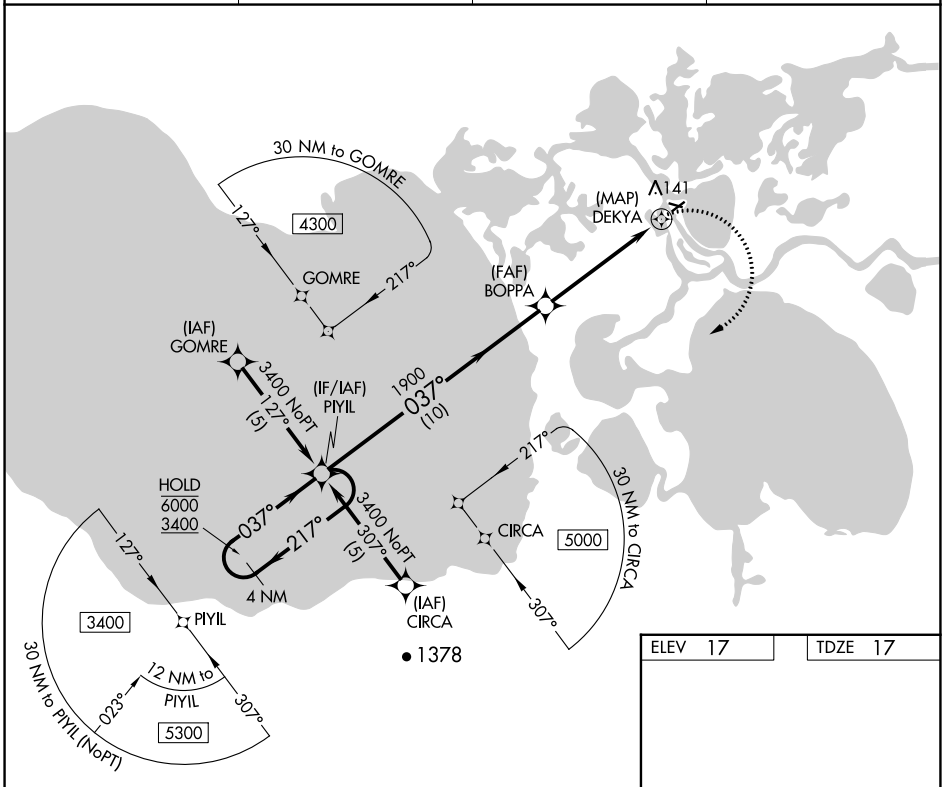 30 NM to GOMRE
127°
4300
217°
GOMRE
(MAP)
DEKYA
141
(FAF)
BOPPA
(IAF)
GOMRE
3400 NoPT
127°
(5)
(IF/IAF)
PIYIL
1900
037°
(10)
HOLD
6000
3400
037°
217°
4 NM
3400 NoPT
307°
(5)
(IAF)
CIRCA
1378
217°
CIRCA
5000
30 NM to CIRCA
307°
127°
3400
PIYIL
30 NM to PIYIL (NoPT)
12 NM to
PIYIL
023°
307°
5300
ELEV 17
TDZE 17